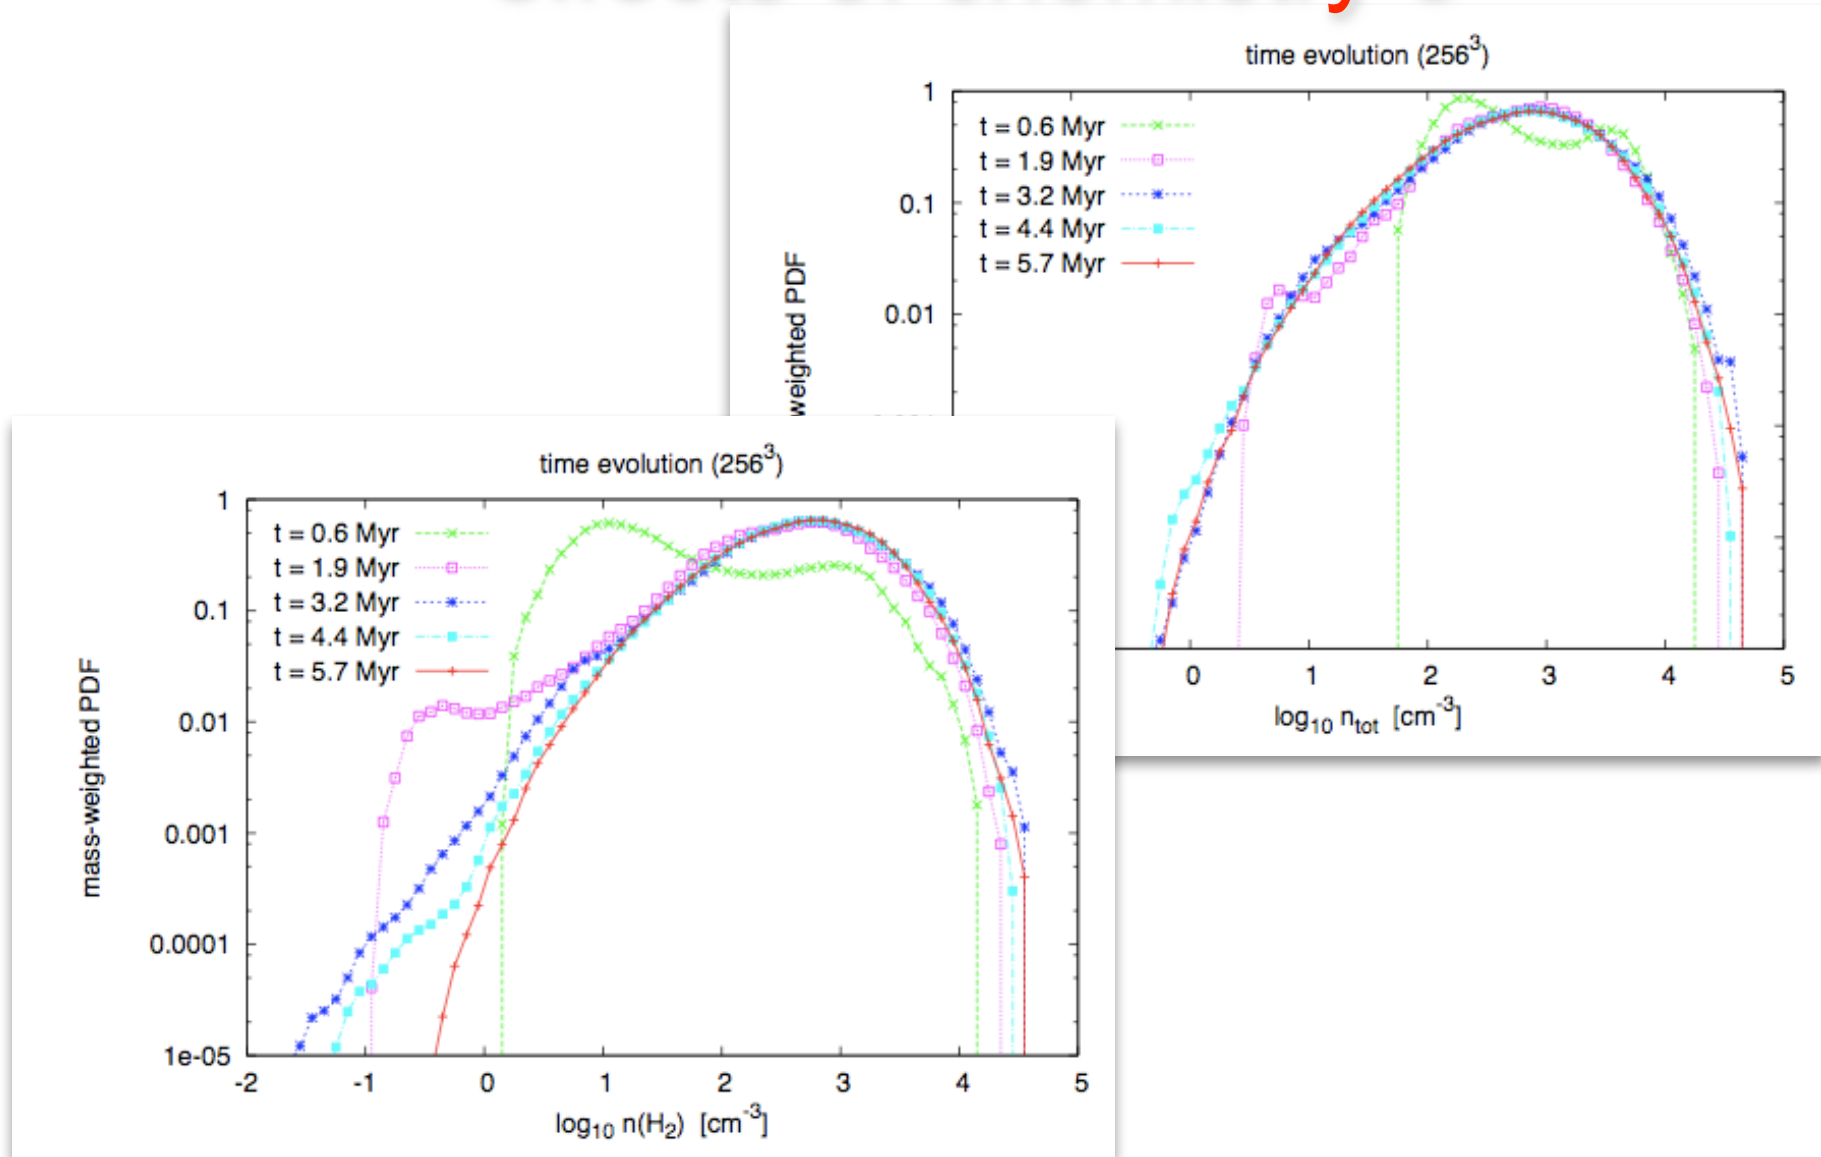 time evolution (256³)
1
0.1
0.01
t = 0.6 Myr
t = 1.9 Myr
t = 3.2 Myr
t = 4.4 Myr
t = 5.7 Myr
weighted PDF
0 1 2 3 4 5
log₁₀ nₜₒₜ [cm⁻³]
time evolution (256³)
1
0.1
0.01
0.001
0.0001
1e-05
t = 0.6 Myr
t = 1.9 Myr
t = 3.2 Myr
t = 4.4 Myr
t = 5.7 Myr
mass-weighted PDF
-2 -1 0 1 2 3 4 5
log₁₀ n(H₂) [cm⁻³]